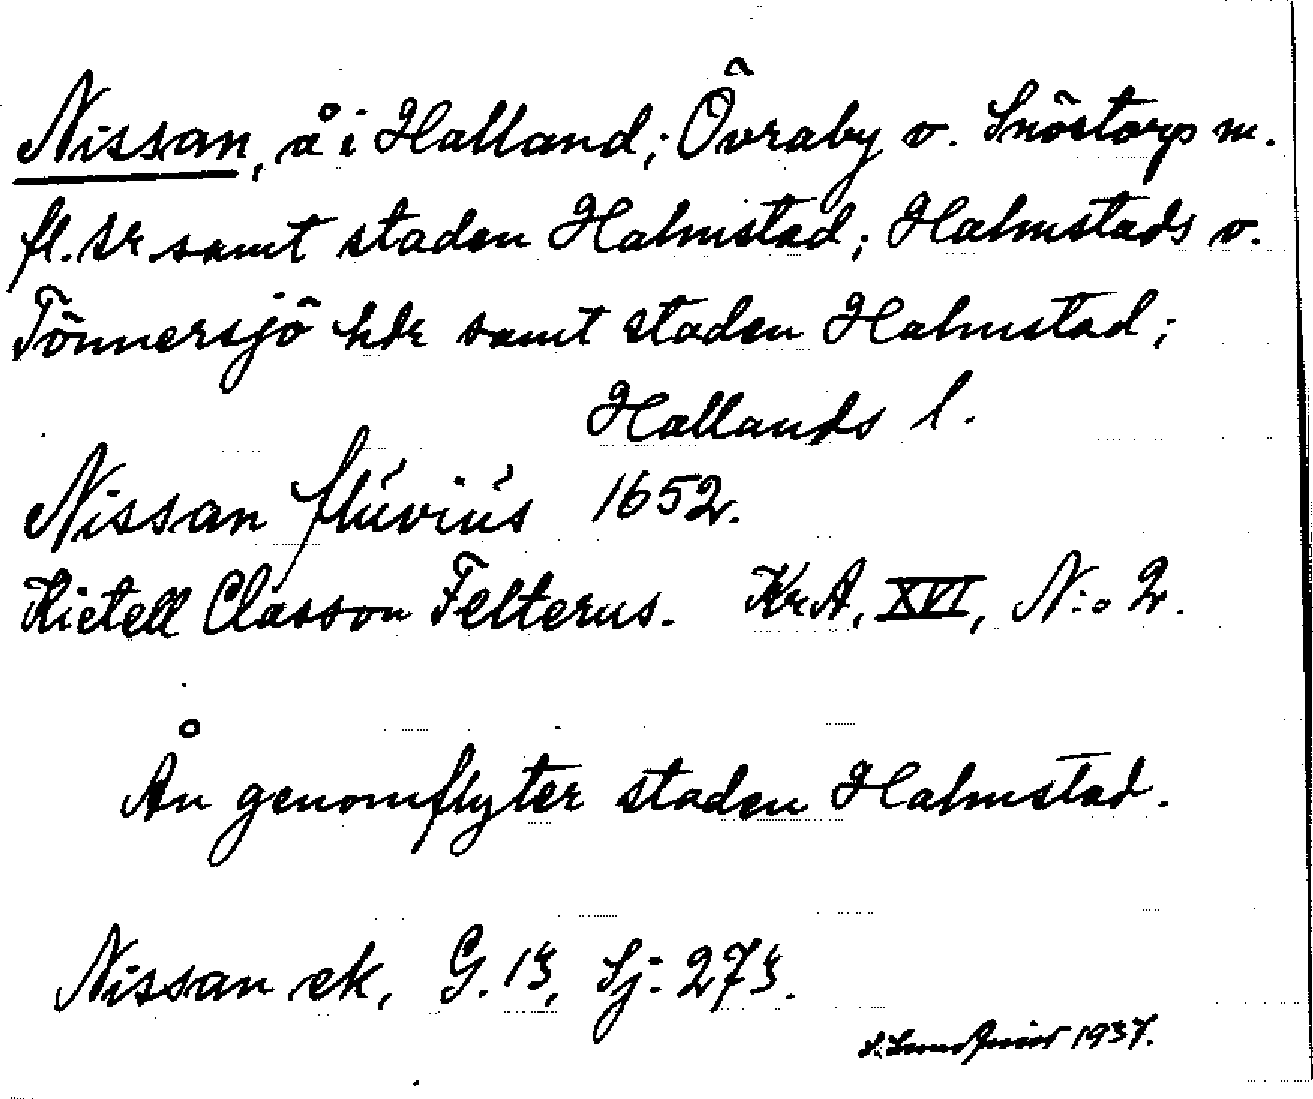 Nissan, å i Halland; Övraby o. Snöstorp m.
fl. sr samt staden Halmstad; Halmstads o.
Tönnersjö hdr samt staden Halmstad;
Hallands l.
Nissan fluvius 1652.
Kietell Classon Felterus. KrA, XVI, N:o 2.
Ån genomflyter staden Halmstad.
Nissan ek, G. 13, Sj: 273.
1937.